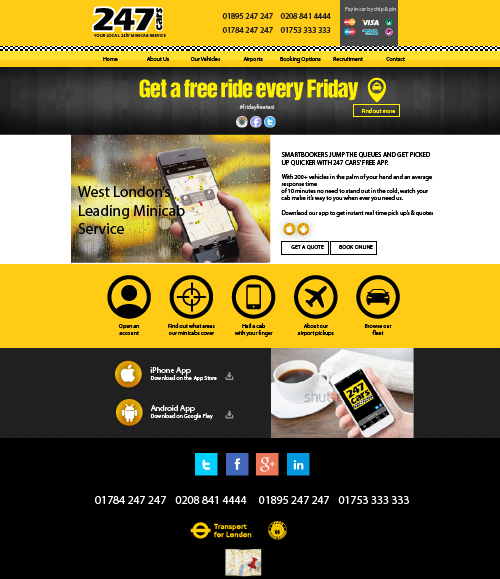 247 cars
YOUR LOCAL 24/7 MINICAB SERVICE
01895 247 247 0208 841 4444
01784 247 247 01753 333 333
Pay in car by chip & pin
VISA
Home About Us Our Vehicles Airports Booking Options Recruitment Contact
Get a free ride every Friday
#fridayfreetaxi
Find out more
West London's
Leading Minicab
Service
SMARTBOOKERS JUMP THE QUEUES AND GET PICKED
UP QUICKER WITH 247 CARS' FREE APP.
With 200+ vehicles in the palm of your hand and an average
response time
of 10 minutes no need to stand out in the cold, watch your
cab make it's way to you when ever you need us.
Download our app to get instant real time pick up's & quotes
GET A QUOTE BOOK ONLINE
Open an
account
Find out what areas
our minicabs cover
Hail a cab
with your finger
About our
airport pickups
Browse our
fleet
iPhone App
Download on the App Store
Android App
Download on Google Play
247
cars
shut
01784 247 247 0208 841 4444 01895 247 247 01753 333 333
Transport
for London